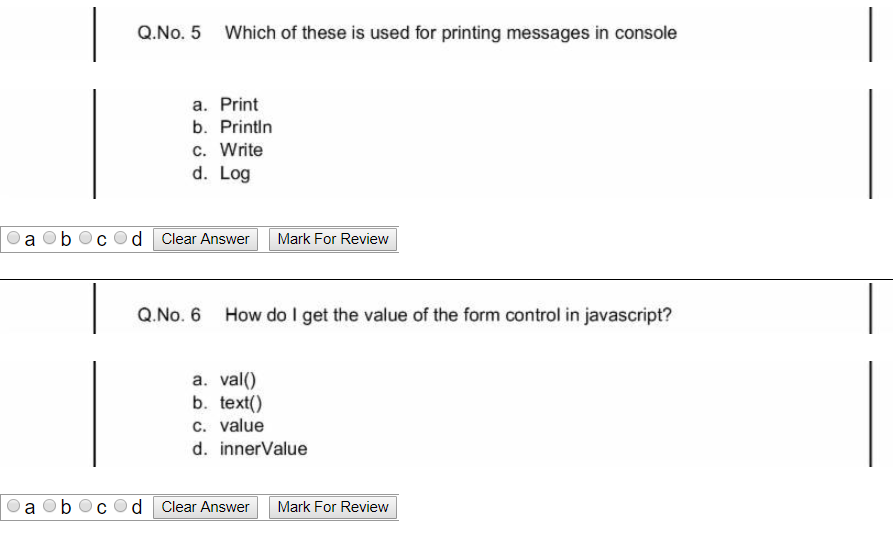 Q.No. 5 Which of these is used for printing messages in console
a. Print
b. Println
c. Write
d. Log
a b c d Clear Answer Mark For Review
Q.No. 6 How do I get the value of the form control in javascript?
a. val()
b. text()
c. value
d. innerValue
a b c d Clear Answer Mark For Review